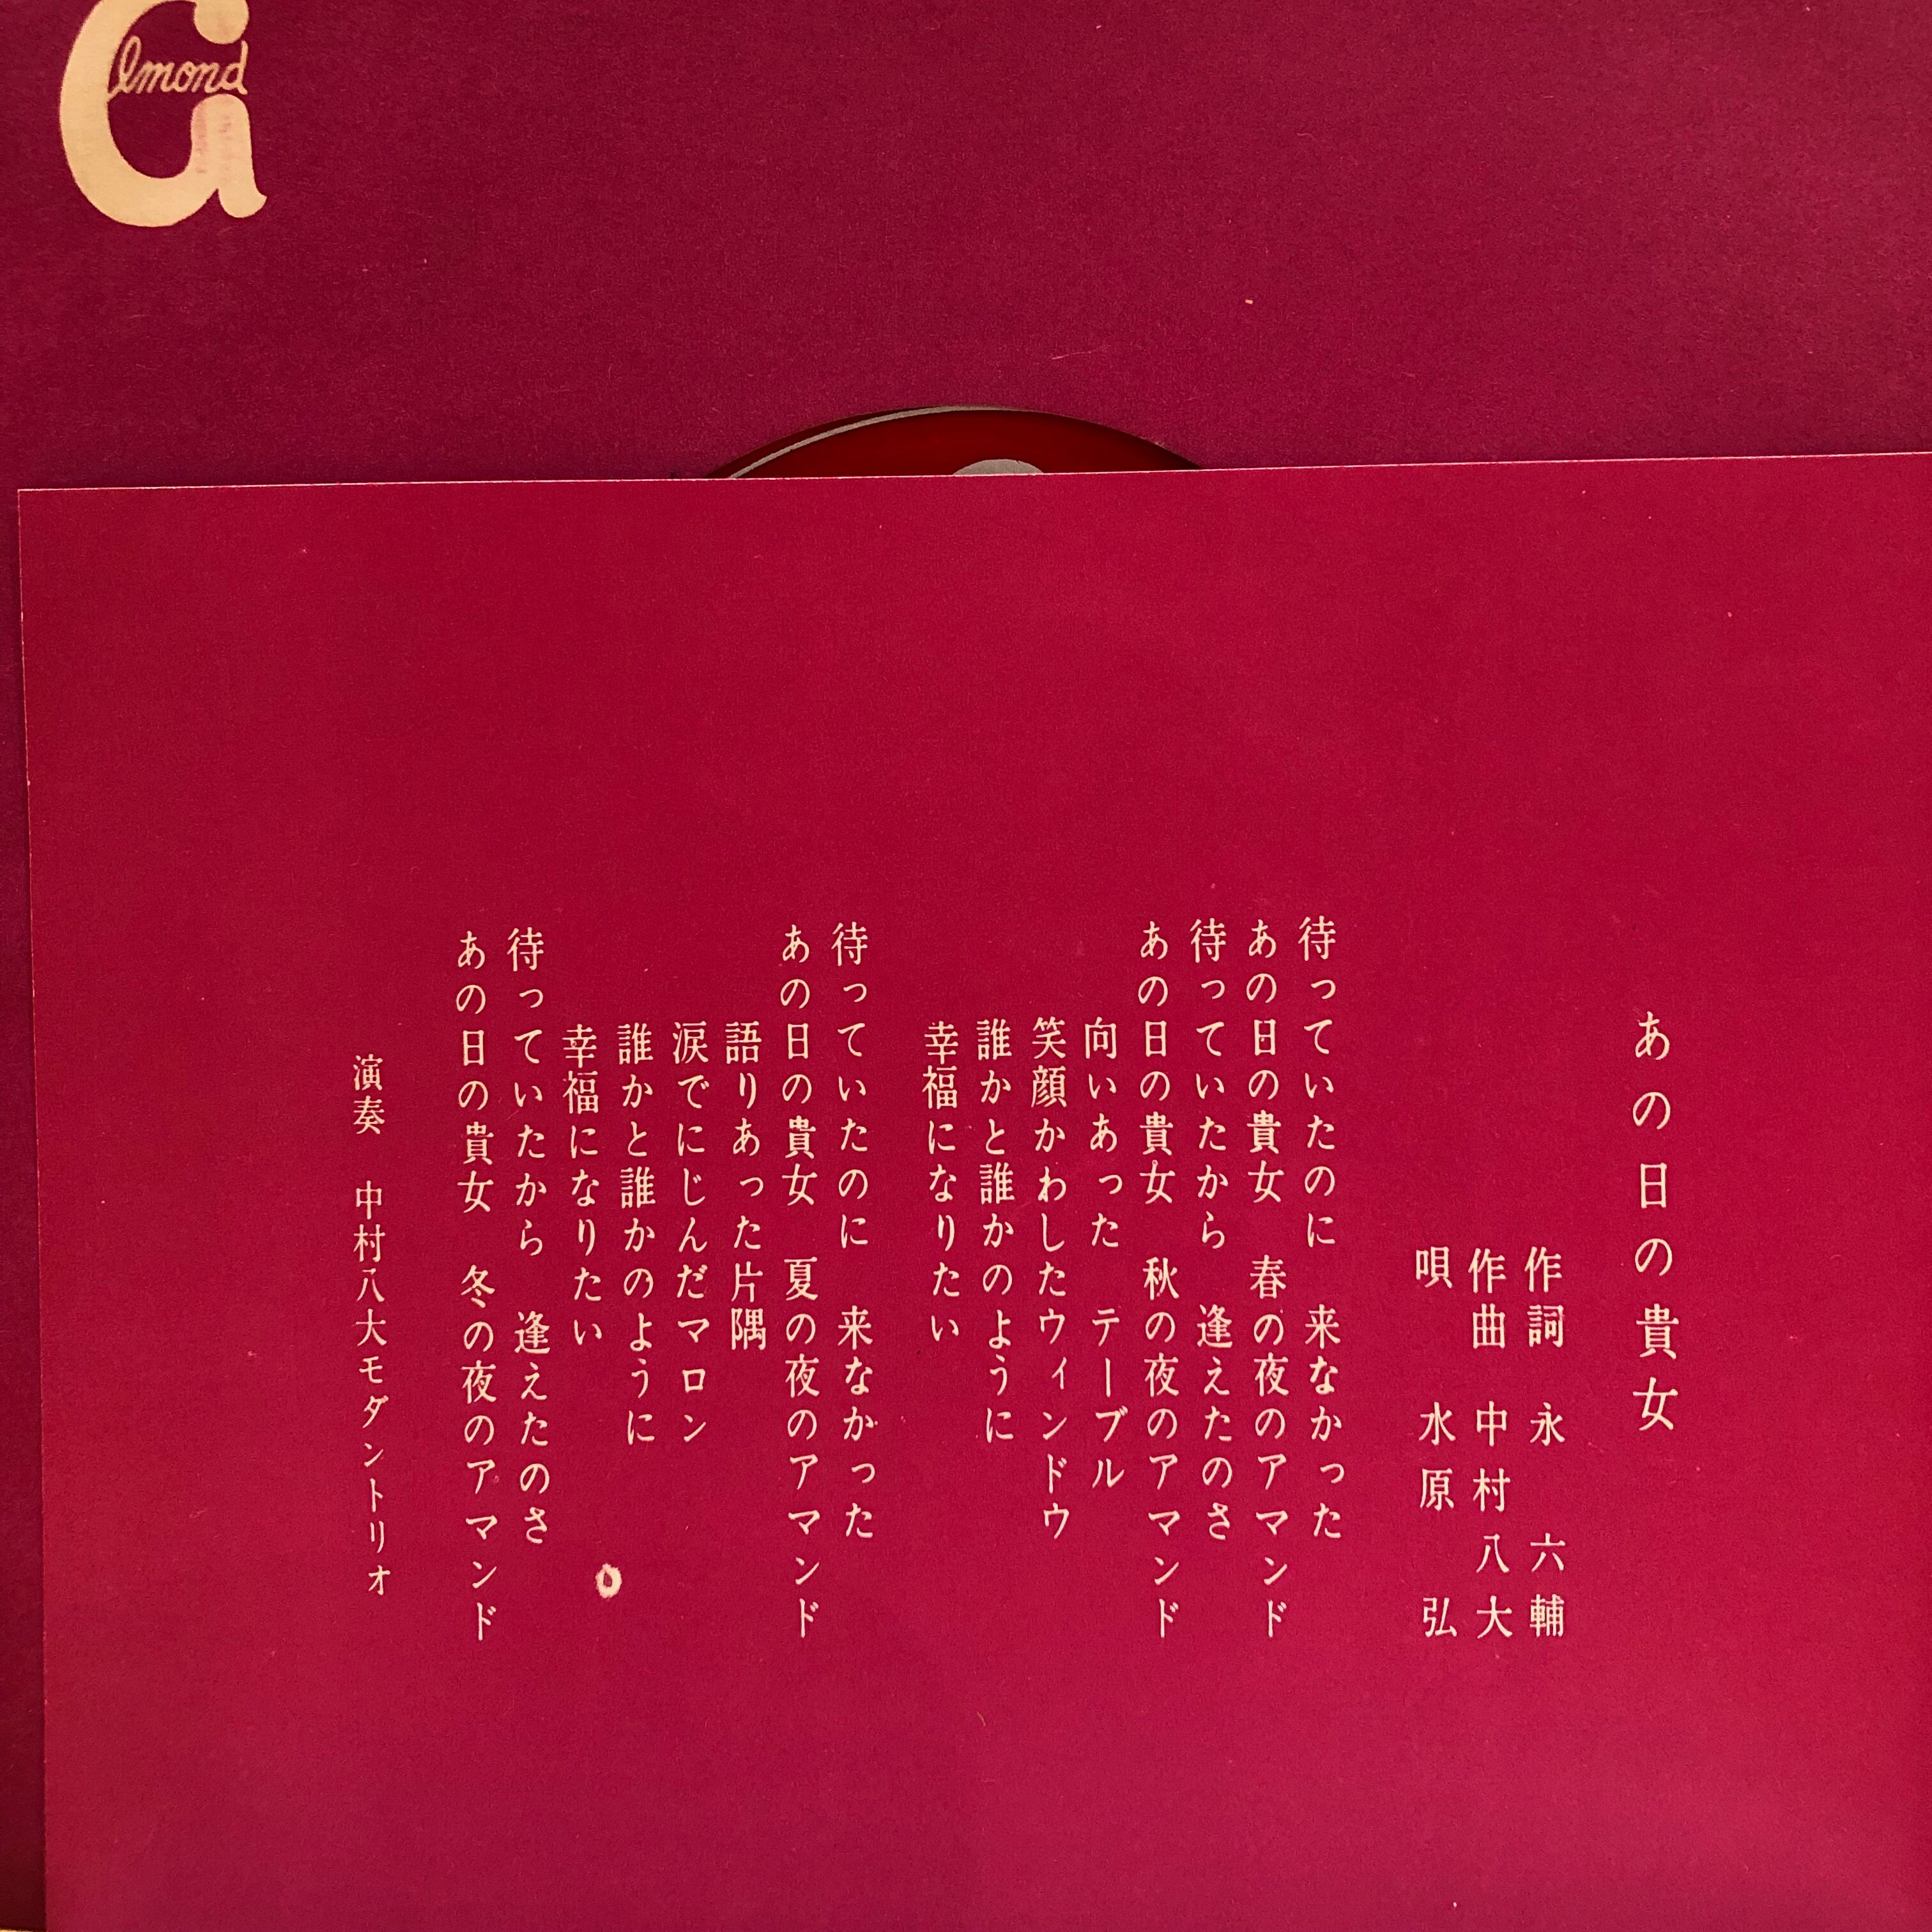 almond
あの日の貴女
作詞 永 六輔
作曲 中村八大
唄 水原 弘
待っていたのに 来なかった
あの日の貴女 春の夜のアマンド
待っていたから 逢えたのさ
あの日の貴女 秋の夜のアマンド
向いあった テーブル
笑顔かわしたウィンドウ
誰かと誰かのように
幸福になりたい
待っていたのに 来なかった
あの日の貴女 夏の夜のアマンド
語りあった片隅
涙でにじんだマロン
誰かと誰かのように
幸福になりたい
待っていたから 逢えたのさ
あの日の貴女 冬の夜のアマンド
演奏 中村八大モダントリオ